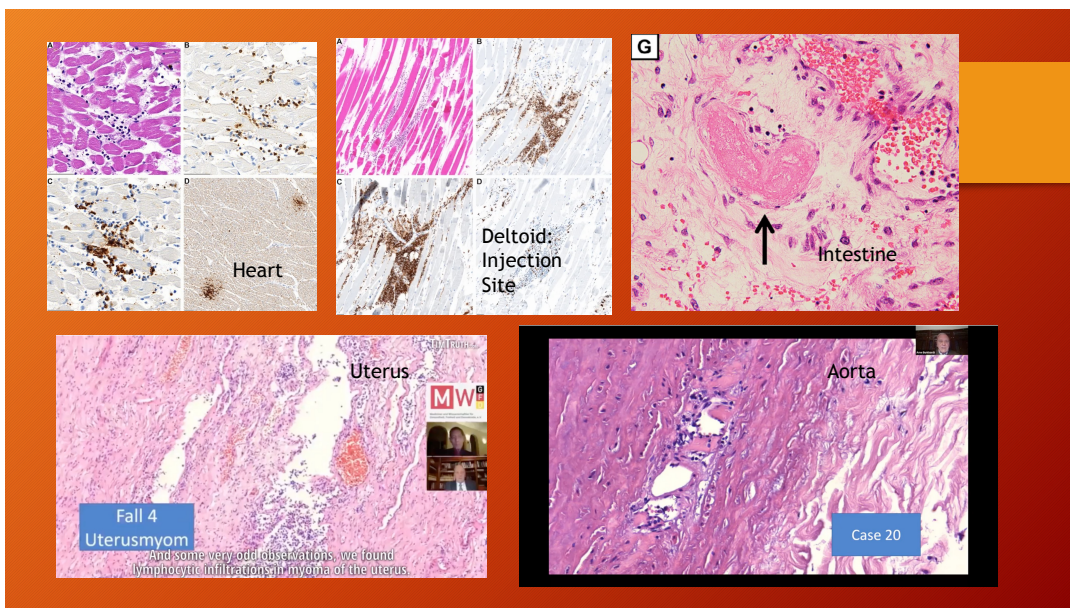 A
B
C
D
Heart
A
B
C
D
Deltoid:
Injection
Site
G
Intestine
Uterus
MW
G
F
Fall 4
Uterusmyom
And some very odd observations, we found
lymphocytic infiltrations in myoma of the uterus.
Aorta
Case 20